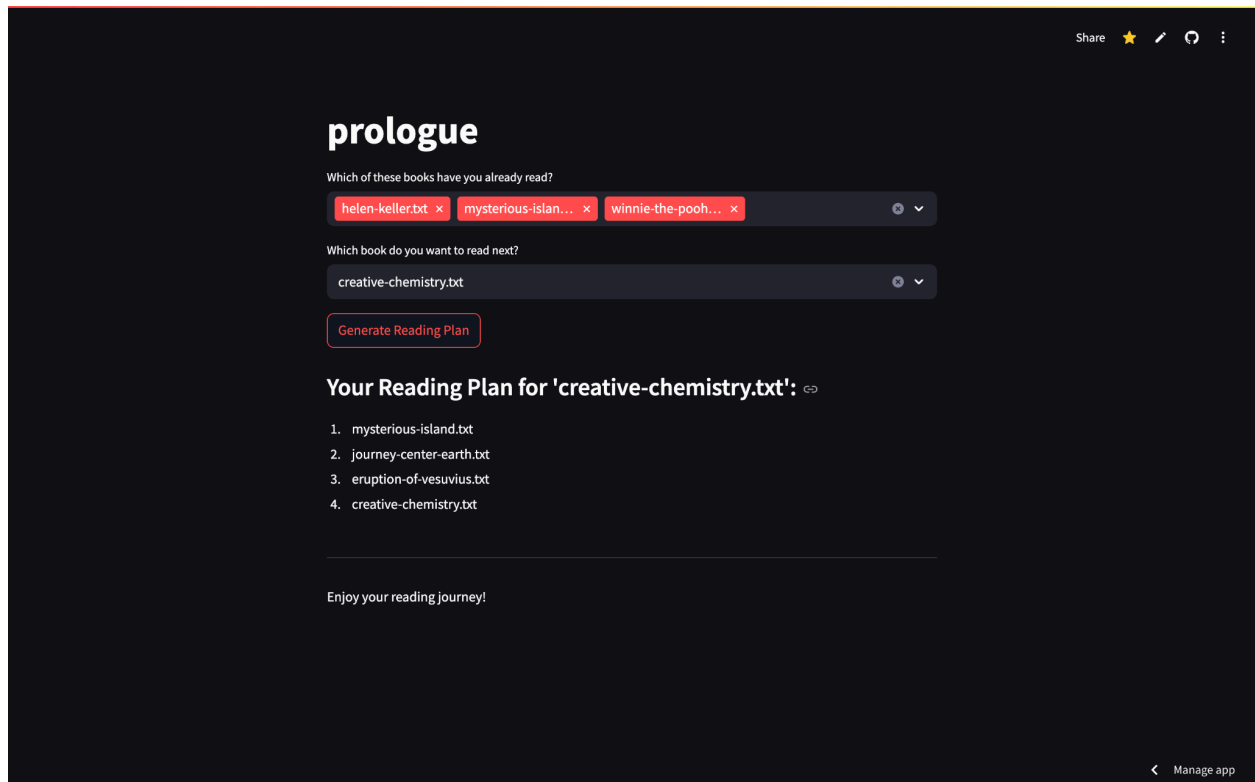 Share
prologue
Which of these books have you already read?
helen-keller.txt × mysterious-islan... × winnie-the-pooh... ×
Which book do you want to read next?
creative-chemistry.txt
Generate Reading Plan
Your Reading Plan for 'creative-chemistry.txt':
1. mysterious-island.txt
2. journey-center-earth.txt
3. eruption-of-vesuvius.txt
4. creative-chemistry.txt
Enjoy your reading journey!
Manage app